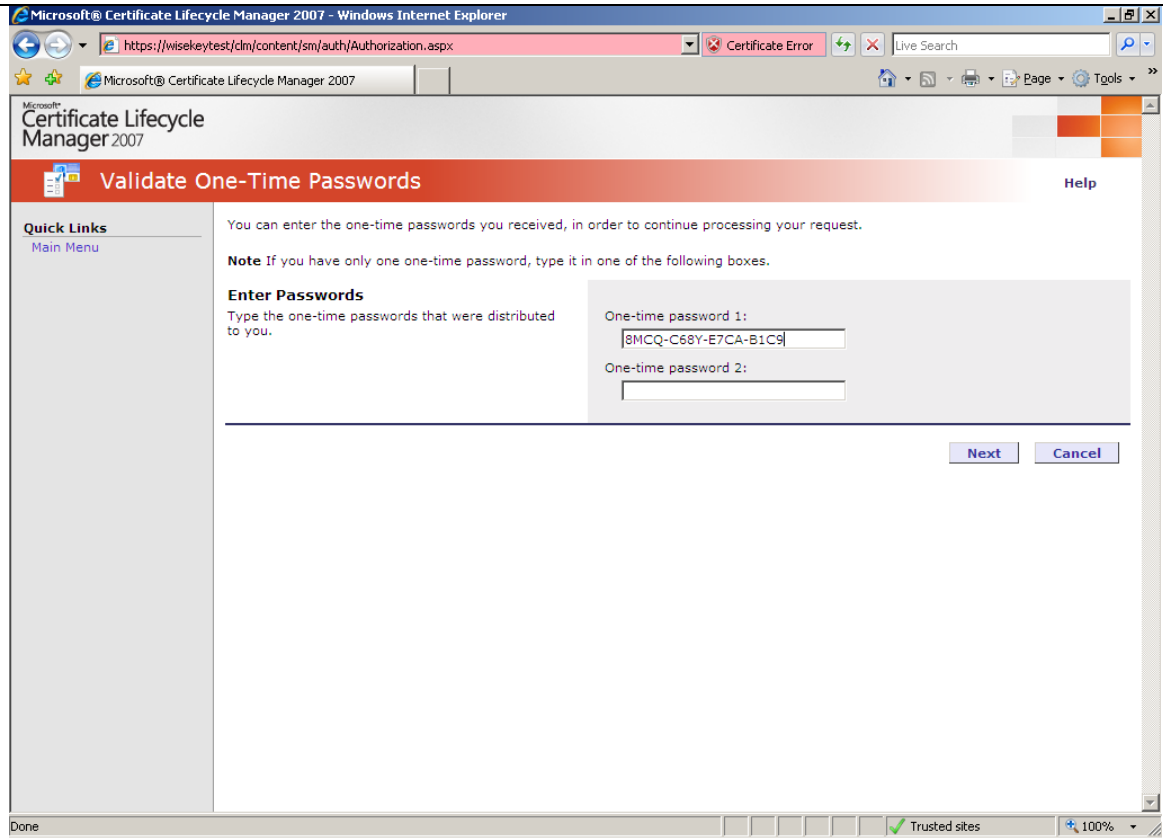 Microsoft® Certificate Lifecycle Manager 2007 - Windows Internet Explorer
https://wisekeytest/clm/content/sm/auth/Authorization.aspx
Certificate Error
Live Search
Microsoft® Certificate Lifecycle Manager 2007
Page
Tools
»
Microsoft®
Certificate Lifecycle
Manager 2007
Validate One-Time Passwords
Help
Quick Links
Main Menu
You can enter the one-time passwords you received, in order to continue processing your request.
Note If you have only one one-time password, type it in one of the following boxes.
Enter Passwords
Type the one-time passwords that were distributed
to you.
One-time password 1:
8MCQ-C68Y-E7CA-B1C9
One-time password 2:
Next
Cancel
Done
Trusted sites
100%